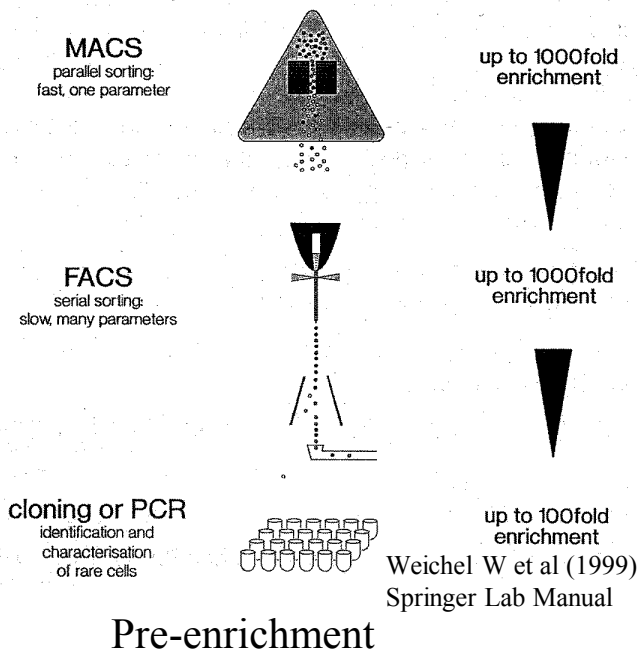 MACS
parallel sorting:
fast, one parameter
up to 1000fold
enrichment
FACS
serial sorting:
slow, many parameters
up to 1000fold
enrichment
cloning or PCR
identification and
characterisation
of rare cells
up to 100fold
enrichment
Weichel W et al (1999)
Springer Lab Manual
Pre-enrichment